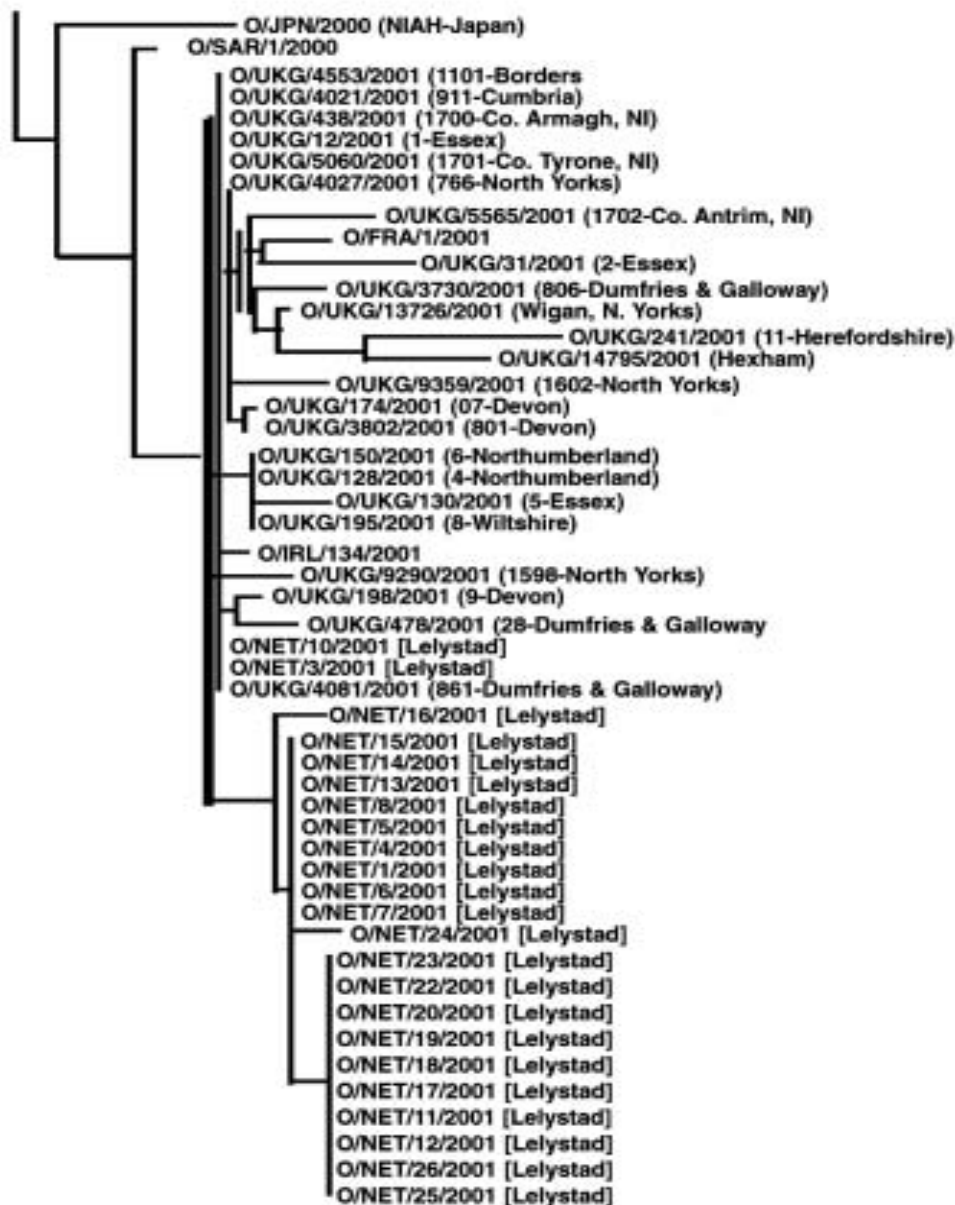 O/JPN/2000 (NIAH-Japan)
O/SAR/1/2000
O/UKG/4553/2001 (1101-Borders
O/UKG/4021/2001 (911-Cumbria)
O/UKG/438/2001 (1700-Co. Armagh, NI)
O/UKG/12/2001 (1-Essex)
O/UKG/5060/2001 (1701-Co. Tyrone, NI)
O/UKG/4027/2001 (766-North Yorks)
O/UKG/5565/2001 (1702-Co. Antrim, NI)
O/FRA/1/2001
O/UKG/31/2001 (2-Essex)
O/UKG/3730/2001 (806-Dumfries & Galloway)
O/UKG/13726/2001 (Wigan, N. Yorks)
O/UKG/241/2001 (11-Herefordshire)
O/UKG/14795/2001 (Hexham)
O/UKG/9359/2001 (1602-North Yorks)
O/UKG/174/2001 (07-Devon)
O/UKG/3802/2001 (801-Devon)
O/UKG/150/2001 (6-Northumberland)
O/UKG/128/2001 (4-Northumberland)
O/UKG/130/2001 (5-Essex)
O/UKG/195/2001 (8-Wiltshire)
O/IRL/134/2001
O/UKG/9290/2001 (1598-North Yorks)
O/UKG/198/2001 (9-Devon)
O/UKG/478/2001 (28-Dumfries & Galloway
O/NET/10/2001 [Lelystad]
O/NET/3/2001 [Lelystad]
O/UKG/4081/2001 (861-Dumfries & Galloway)
O/NET/16/2001 [Lelystad]
O/NET/15/2001 [Lelystad]
O/NET/14/2001 [Lelystad]
O/NET/13/2001 [Lelystad]
O/NET/8/2001 [Lelystad]
O/NET/5/2001 [Lelystad]
O/NET/4/2001 [Lelystad]
O/NET/1/2001 [Lelystad]
O/NET/6/2001 [Lelystad]
O/NET/7/2001 [Lelystad]
O/NET/24/2001 [Lelystad]
O/NET/23/2001 [Lelystad]
O/NET/22/2001 [Lelystad]
O/NET/20/2001 [Lelystad]
O/NET/19/2001 [Lelystad]
O/NET/18/2001 [Lelystad]
O/NET/17/2001 [Lelystad]
O/NET/11/2001 [Lelystad]
O/NET/12/2001 [Lelystad]
O/NET/26/2001 [Lelystad]
O/NET/25/2001 [Lelystad]